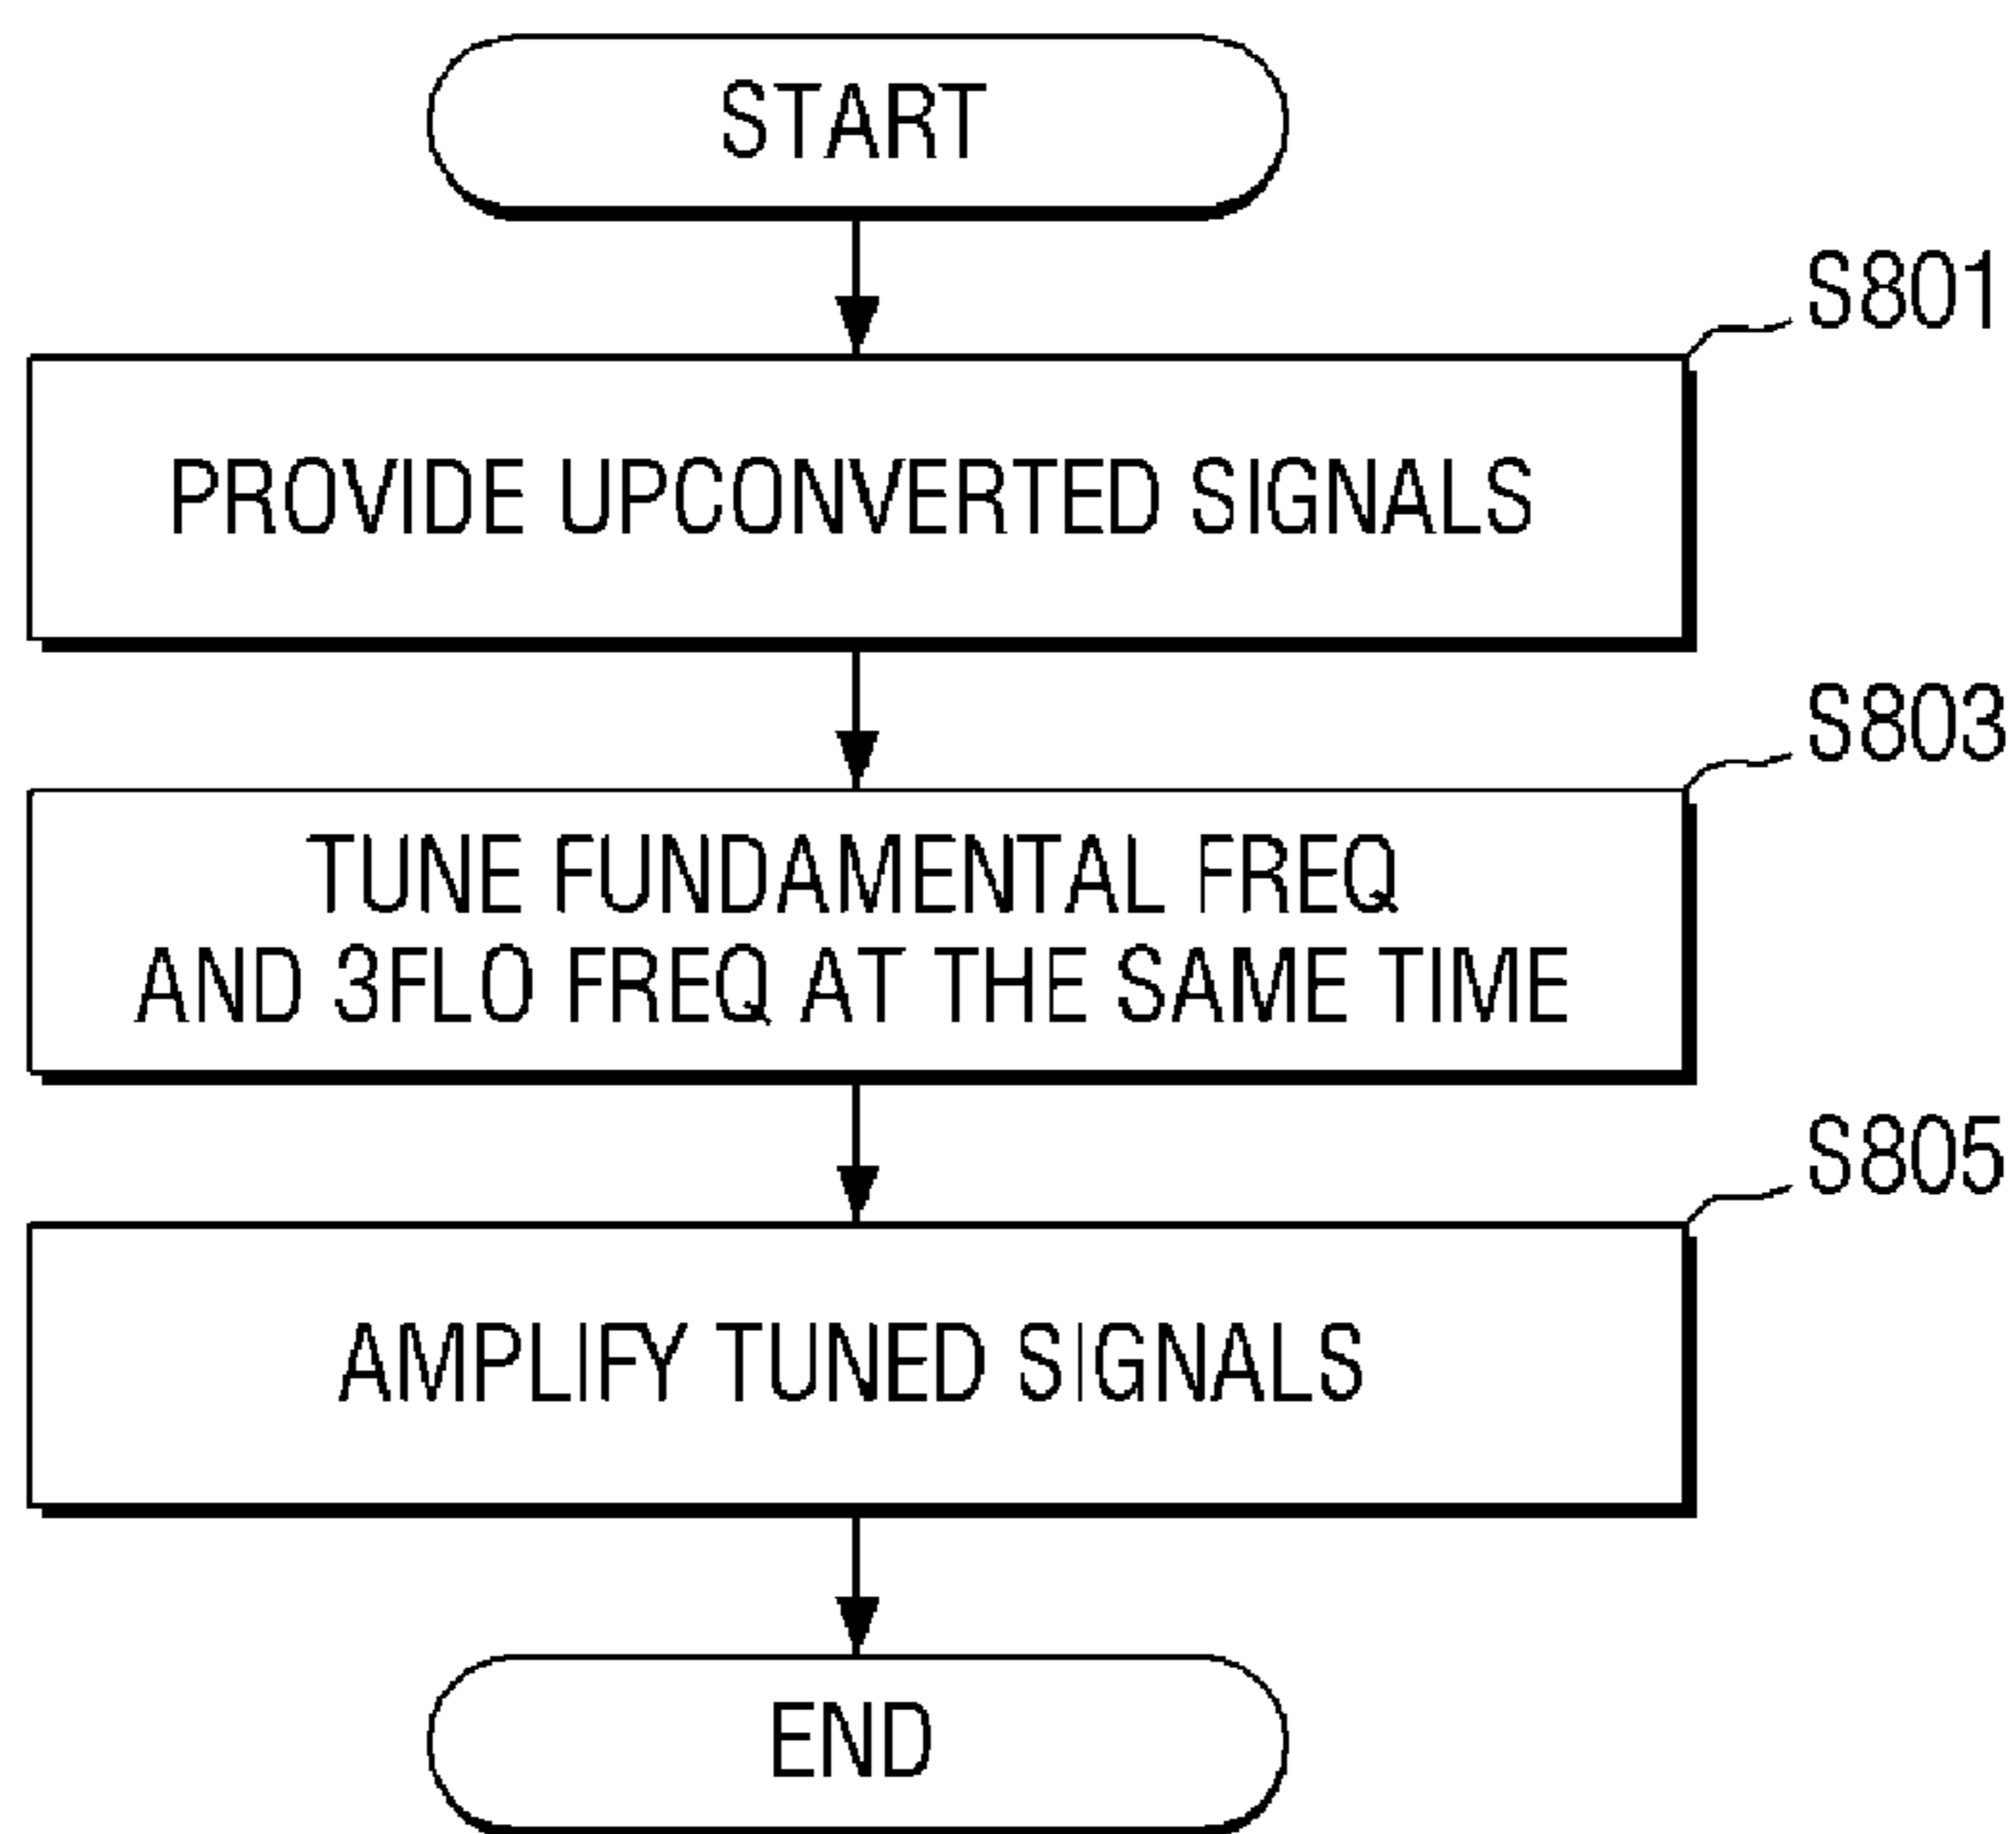 START
S801
PROVIDE UPCONVERTED SIGNALS
S803
TUNE FUNDAMENTAL FREQ
AND 3FLO FREQ AT THE SAME TIME
S805
AMPLIFY TUNED SIGNALS
END